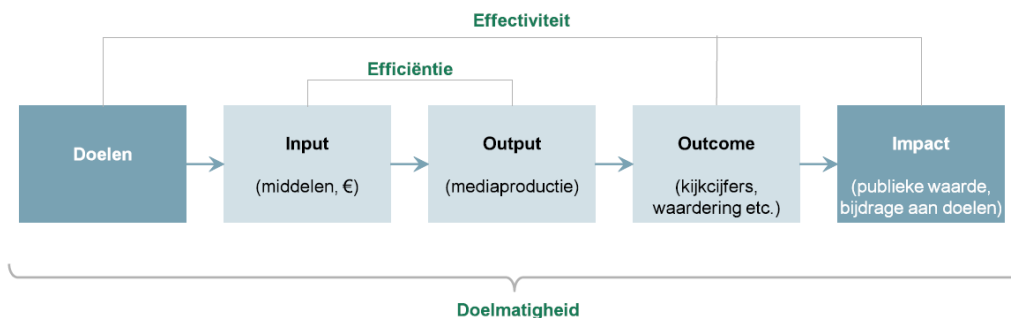 Effectiviteit
Efficiëntie
Doelen
Input
(middelen, €)
Output
(mediaproductie)
Outcome
(kijkcijfers,
waardering etc.)
Impact
(publieke waarde,
bijdrage aan doelen)
Doelmatigheid